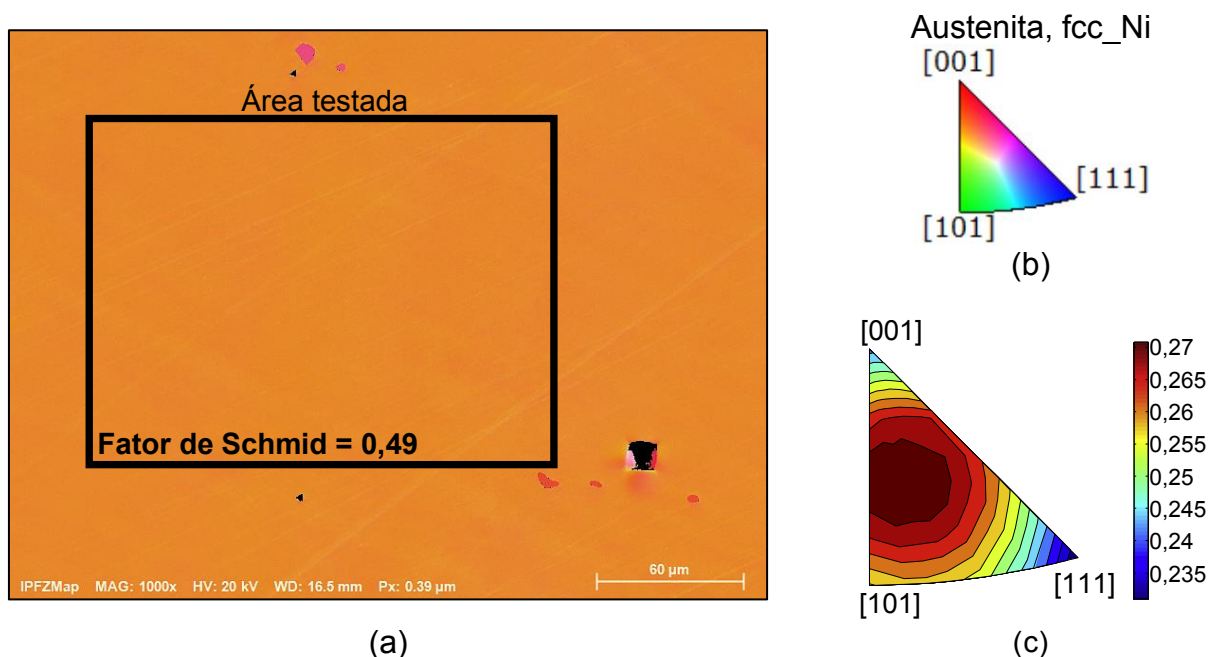 Área testada
Fator de Schmid = 0,49
IPFZMap MAG: 1000x HV: 20 kV WD: 16.5 mm Px: 0.39 µm
60 µm
(a)
Austenita, fcc_Ni
[001]
[111]
[101]
(b)
[001]
[101]
[111]
0,27
0,265
0,26
0,255
0,25
0,245
0,24
0,235
(c)